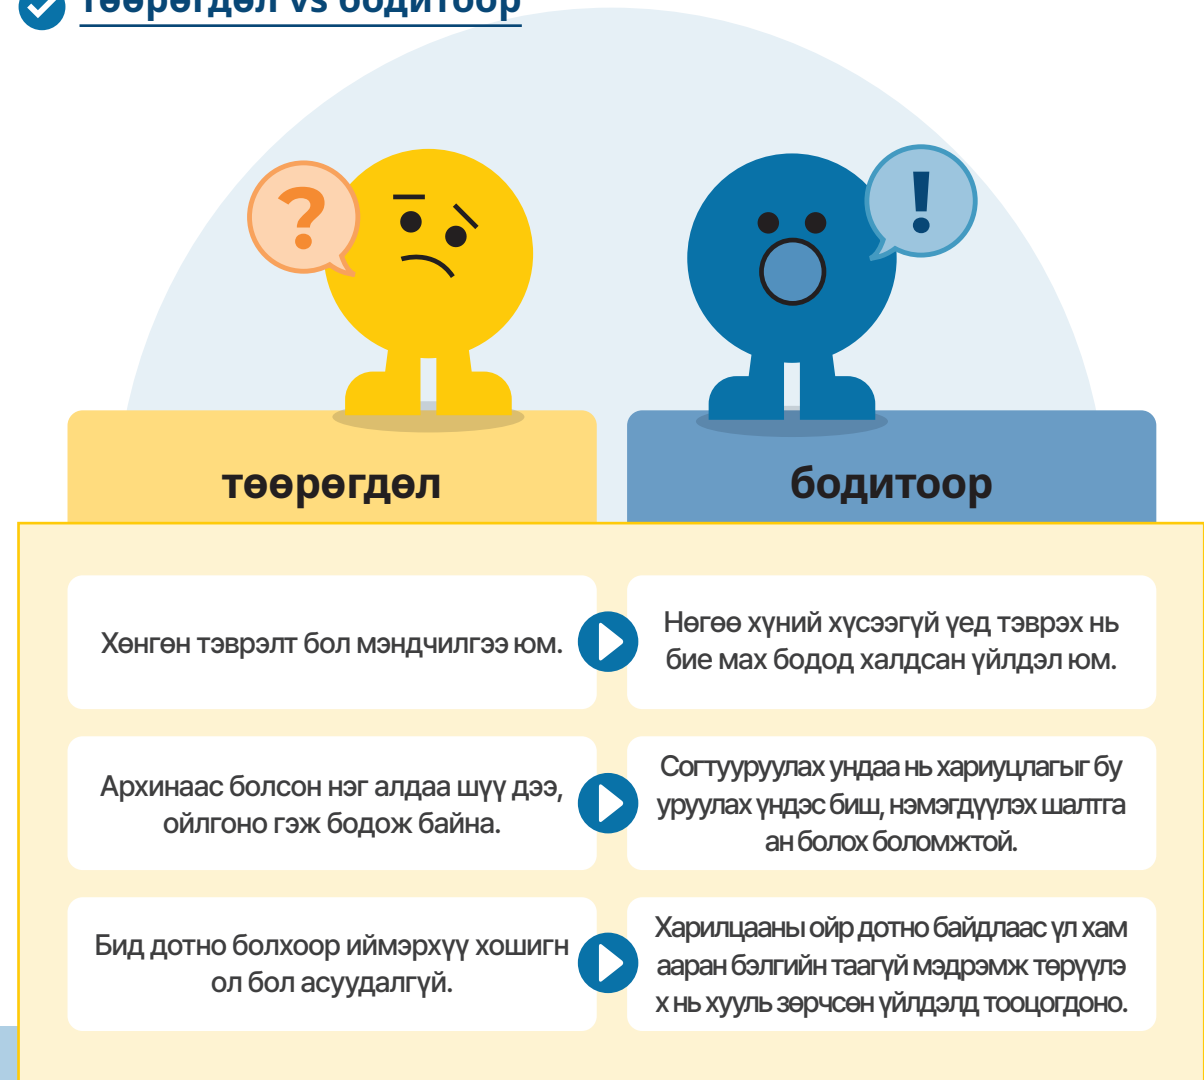 төөрөгдөл vs бодитоор
?
!
төөрөгдөл
бодитоор
Хөнгөн тэврэлт бол мэндчилгээ юм.
Нөгөө хүний хүсээгүй үед тэврэх нь
бие мах бодод халдсан үйлдэл юм.
Архинаас болсон нэг алдаа шүү дээ,
ойлгоно гэж бодож байна.
Согтууруулах ундаа нь хариуцлагыг бу
уруулах үндэс биш, нэмэгдүүлэх шалтга
ан болох боломжтой.
Бид дотно болхоор иймэрхүү хошигн
ол бол асуудалгүй.
Харилцааны ойр дотно байдлаас үл хам
ааран бэлгийн таагүй мэдрэмж төрүүлэ
х нь хууль зөрчсөн үйлдэлд тооцогдоно.